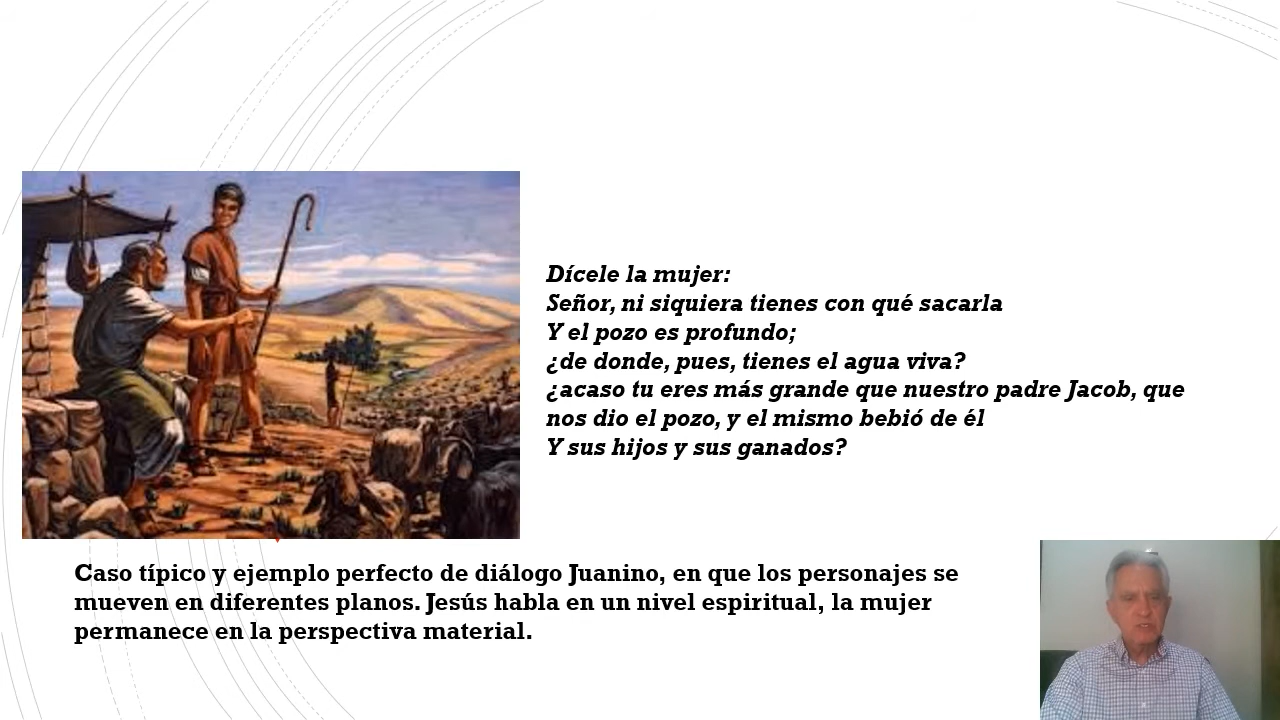 Dícele la mujer:
Señor, ni siquiera tienes con qué sacarla
Y el pozo es profundo;
¿de donde, pues, tienes el agua viva?
¿acaso tu eres más grande que nuestro padre Jacob, que
nos dio el pozo, y el mismo bebió de él
Y sus hijos y sus ganados?
Caso típico y ejemplo perfecto de diálogo Juanino, en que los personajes se
mueven en diferentes planos. Jesús habla en un nivel espiritual, la mujer
permanece en la perspectiva material.